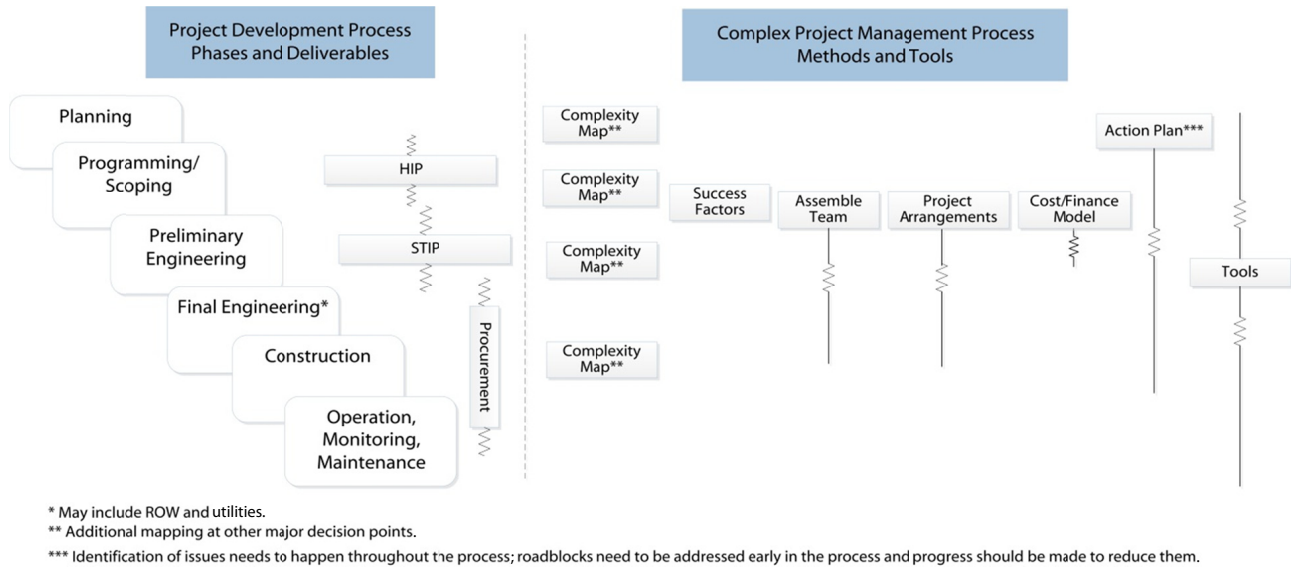 Project Development Process
Phases and Deliverables
Complex Project Management Process
Methods and Tools
Planning
Programming/
Scoping
Preliminary
Engineering
Final Engineering*
Construction
Operation,
Monitoring,
Maintenance
HIP
STIP
Procurement
Complexity
Map**
Complexity
Map**
Complexity
Map**
Complexity
Map**
Success
Factors
Assemble
Team
Project
Arrangements
Cost/Finance
Model
Action Plan***
Tools
* May include ROW and utilities.
** Additional mapping at other major decision points.
*** Identification of issues needs to happen throughout the process; roadblocks need to be addressed early in the process and progress should be made to reduce them.